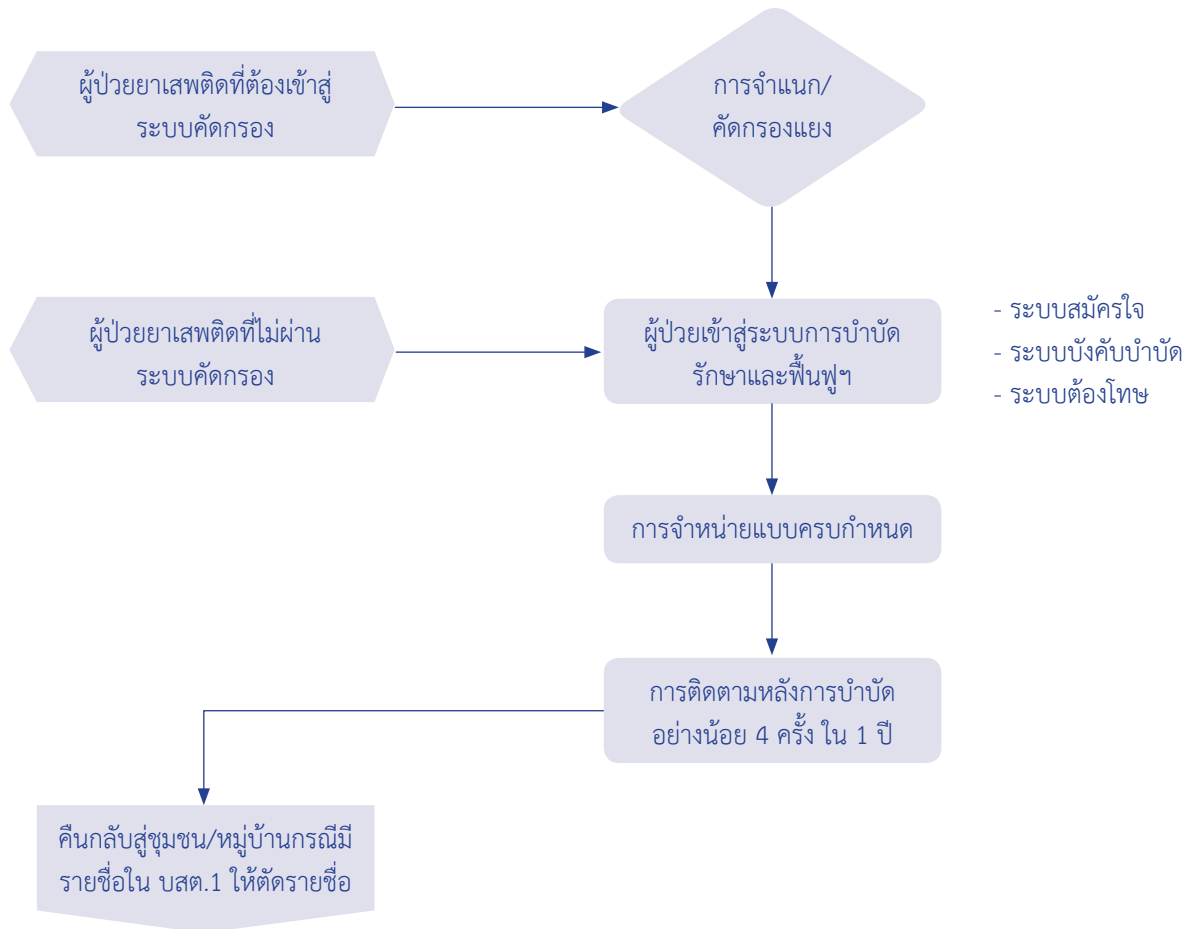 ผู้ป่วยยาเสพติดที่ต้องเข้าสู่
ระบบคัดกรอง
การจำแนก/
คัดกรองแยง
ผู้ป่วยยาเสพติดที่ไม่ผ่าน
ระบบคัดกรอง
ผู้ป่วยเข้าสู่ระบบการบำบัด
รักษาและฟื้นฟูฯ
- ระบบสมัครใจ
- ระบบบังคับบำบัด
- ระบบต้องโทษ
การจำหน่ายแบบครบกำหนด
การติดตามหลังการบำบัด
อย่างน้อย 4 ครั้ง ใน 1 ปี
คืนกลับสู่ชุมชน/หมู่บ้านกรณีมี
รายชื่อใน บสต.1 ให้ตัดรายชื่อ